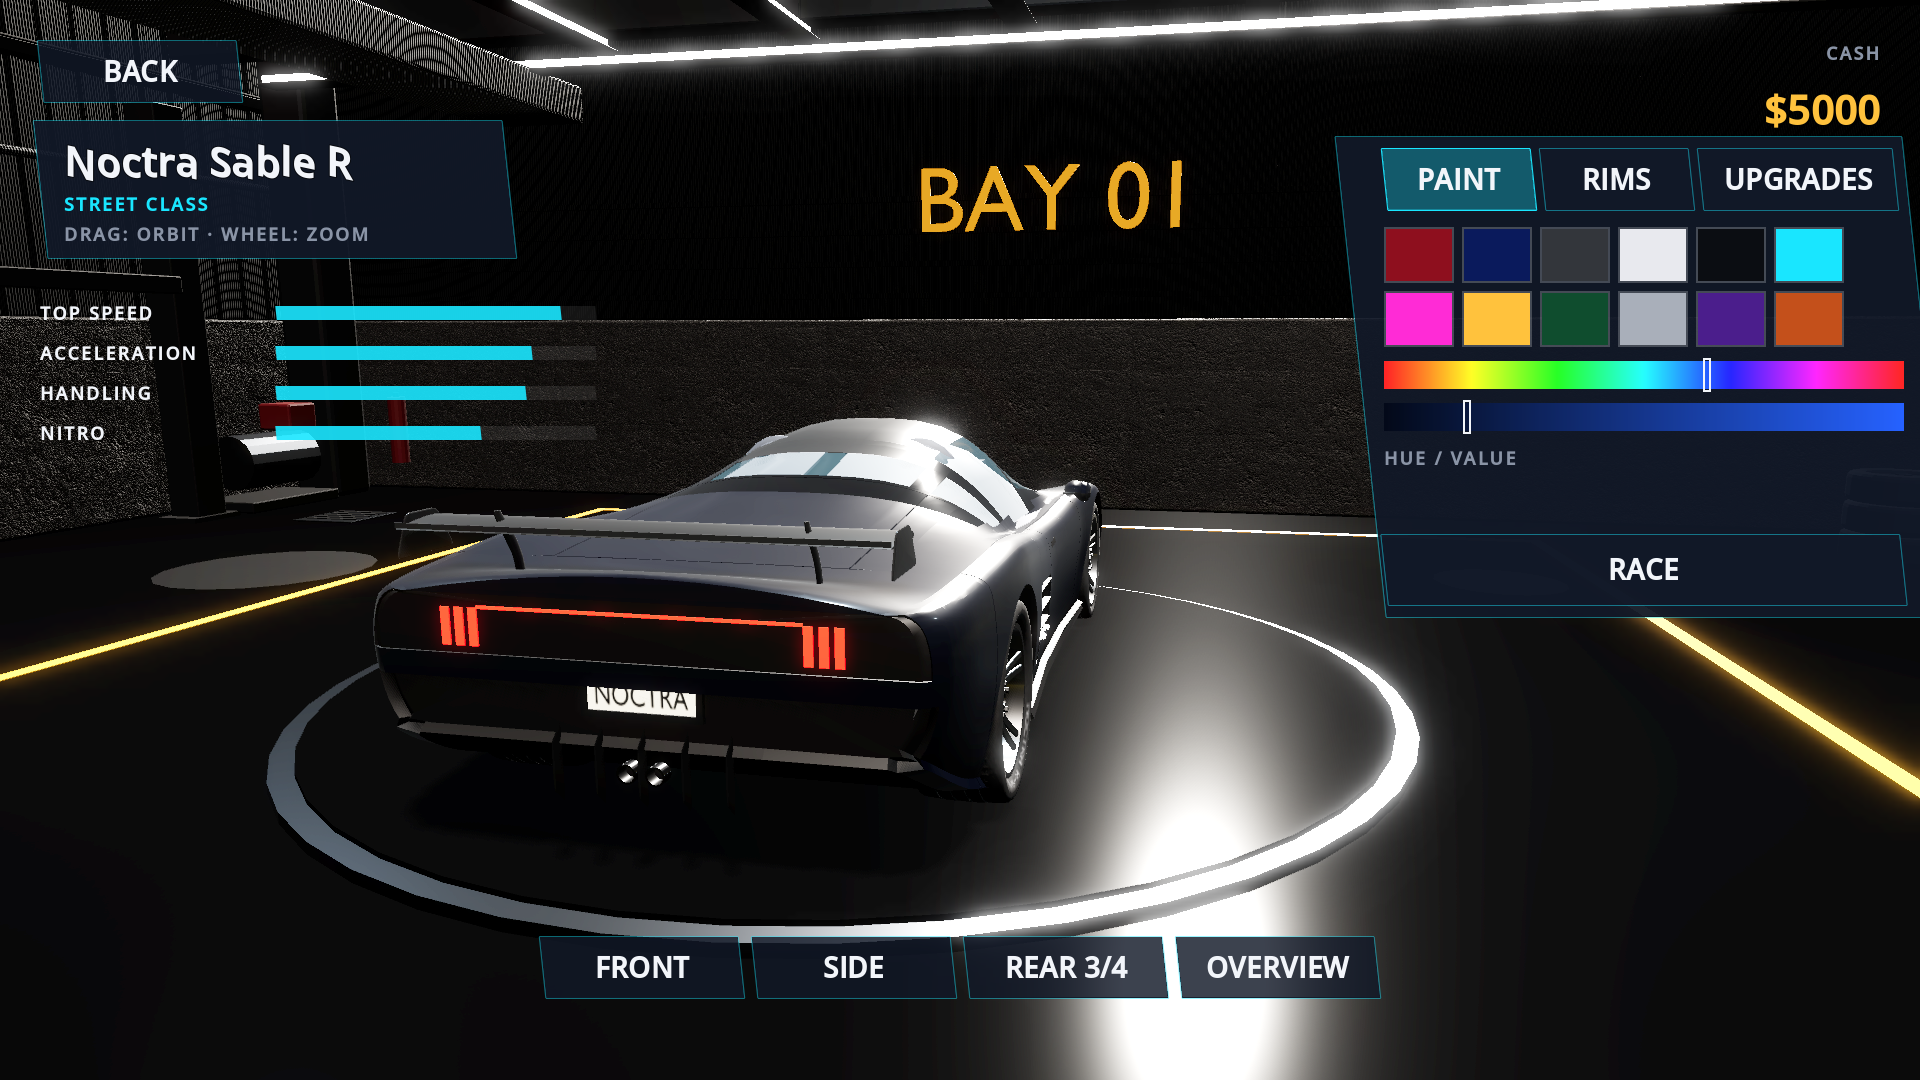 BACK
CASH
$5000
Noctra Sable R
STREET CLASS
DRAG: ORBIT · WHEEL: ZOOM
BAY 01
PAINT
RIMS
UPGRADES
TOP SPEED
ACCELERATION
HANDLING
NITRO
HUE / VALUE
RACE
NOCTRA
FRONT
SIDE
REAR 3/4
OVERVIEW